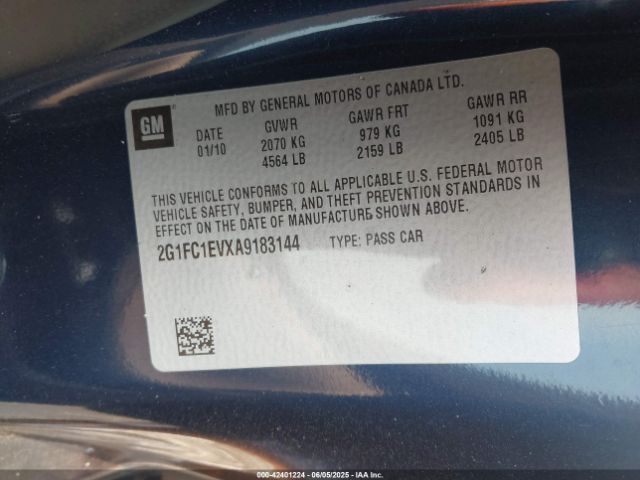 GM
MFD BY GENERAL MOTORS OF CANADA LTD.
DATE GVWR GAWR FRT GAWR RR
01/10 2070 KG 979 KG 1091 KG
4564 LB 2159 LB 2405 LB
THIS VEHICLE CONFORMS TO ALL APPLICABLE U.S. FEDERAL MOTOR
VEHICLE SAFETY, BUMPER, AND THEFT PREVENTION STANDARDS IN
EFFECT ON THE DATE OF MANUFACTURE SHOWN ABOVE.
2G1FC1EVXA9183144 TYPE: PASS CAR
000-42401224 - 06/05/2025 - IAA Inc.